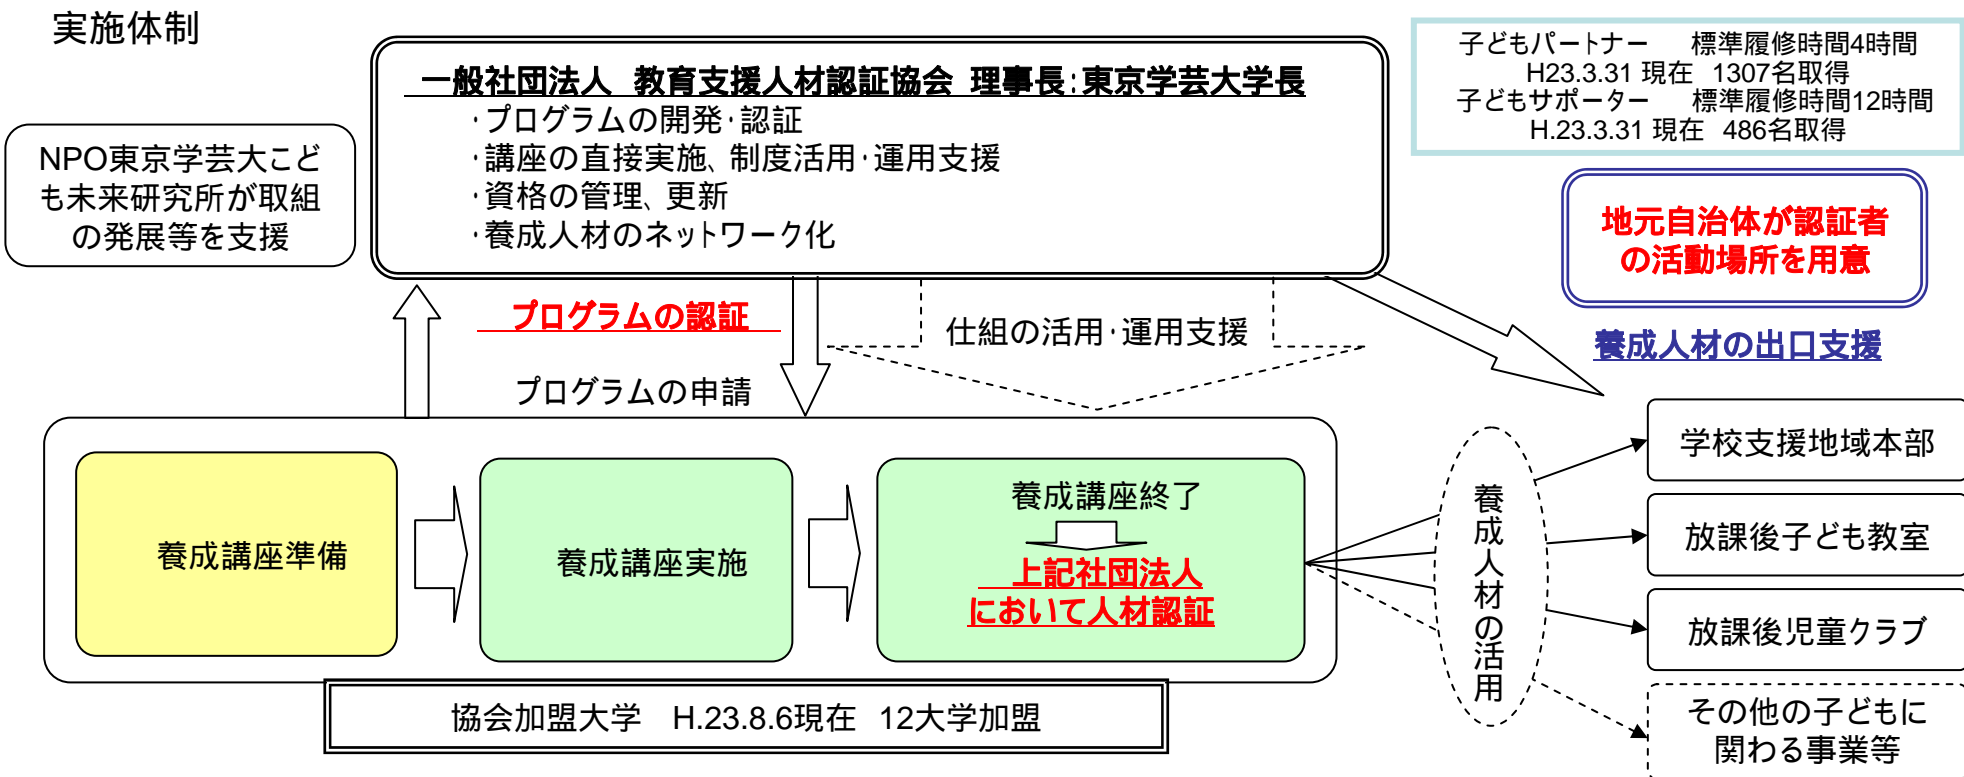 実施体制
一般社団法人 教育支援人材認証協会 理事長:東京学芸大学長
・プログラムの開発・認証
・講座の直接実施、制度活用・運用支援
・資格の管理、更新
・養成人材のネットワーク化
子どもパートナー 標準履修時間4時間
H23.3.31 現在 1307名取得
子どもサポーター 標準履修時間12時間
H.23.3.31 現在 486名取得
NPO東京学芸大こど
も未来研究所が取組
の発展等を支援
地元自治体が認証者
の活動場所を用意
プログラムの認証
仕組の活用・運用支援
養成人材の出口支援
プログラムの申請
養成講座準備
養成講座実施
養成講座終了
上記社団法人
において人材認証
養成人材の活用
学校支援地域本部
放課後子ども教室
放課後児童クラブ
その他の子どもに
関わる事業等
協会加盟大学 H.23.8.6現在 12大学加盟